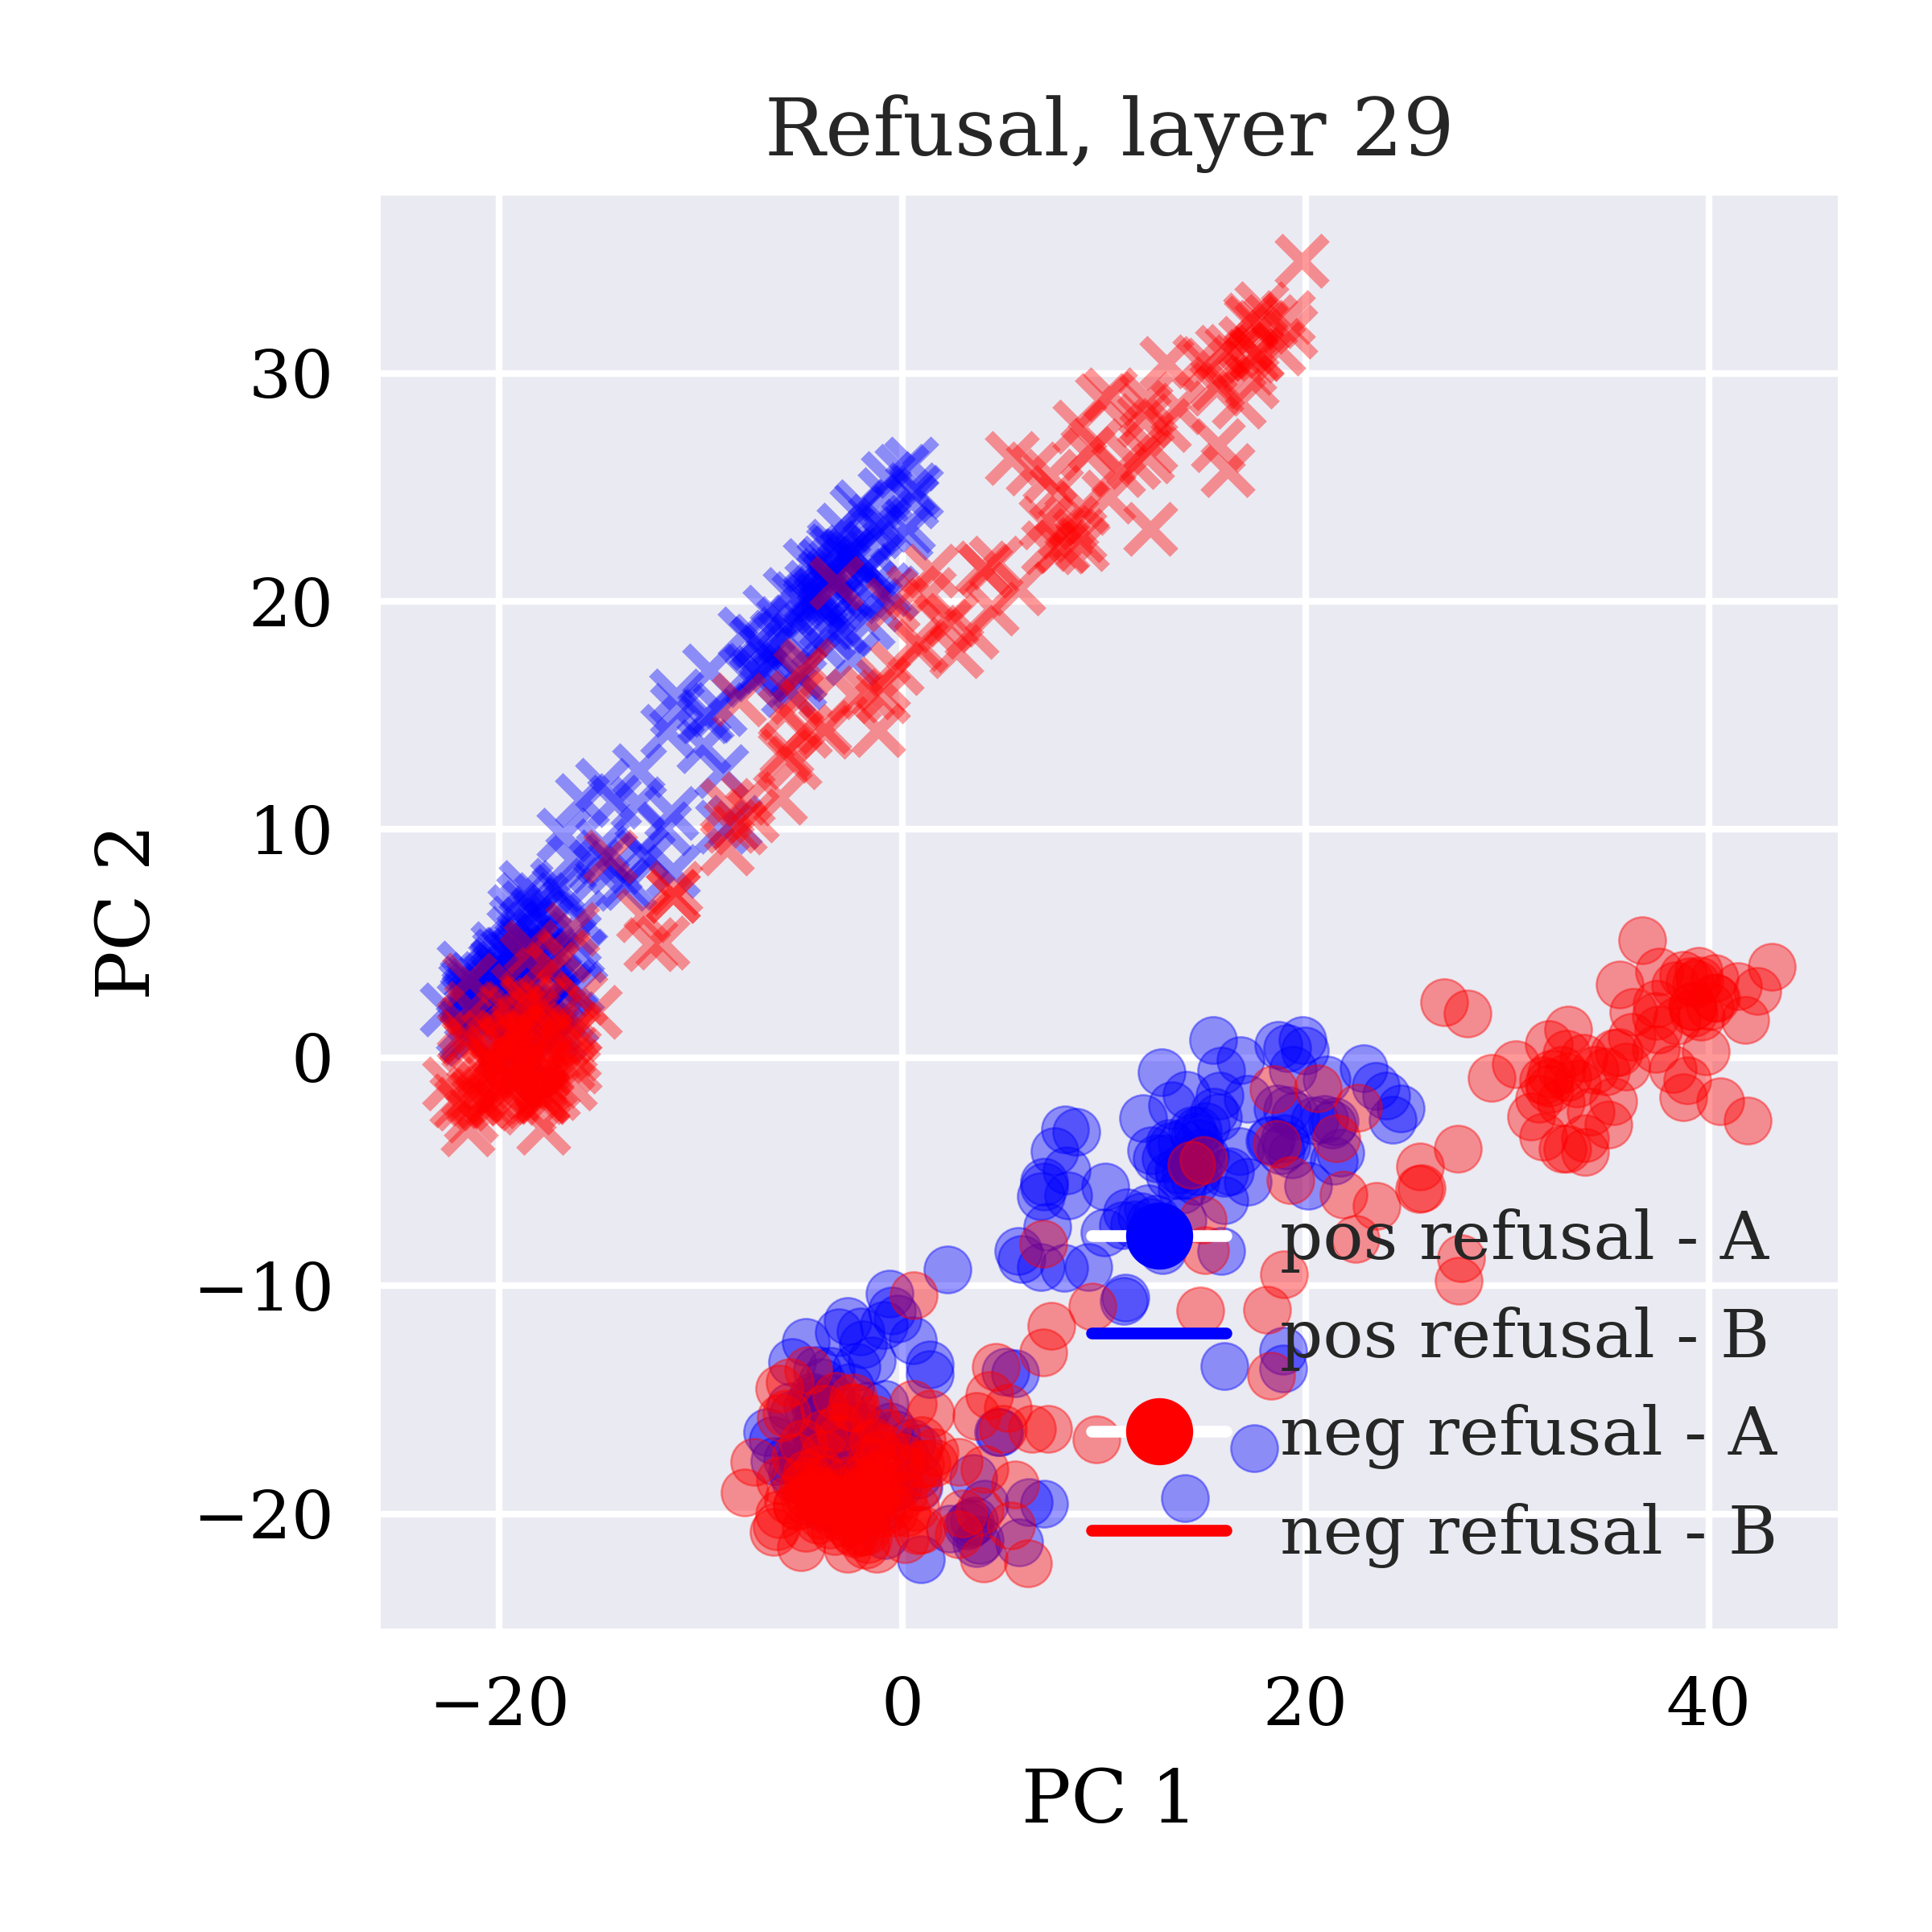 Refusal, layer 29
30
20
10
0
−10
−20
PC 2
pos refusal - A
pos refusal - B
neg refusal - A
neg refusal - B
−20 0 20 40
PC 1